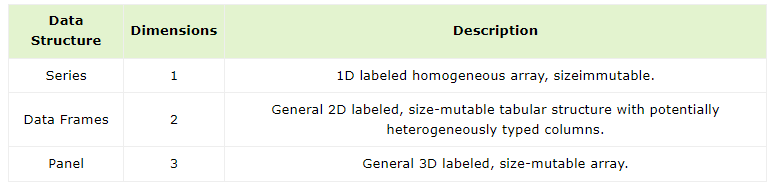 Data Structure Dimensions Description
Series 1 1D labeled homogeneous array, sizeimmutable.
Data Frames 2 General 2D labeled, size-mutable tabular structure with potentially
heterogeneously typed columns.
Panel 3 General 3D labeled, size-mutable array.